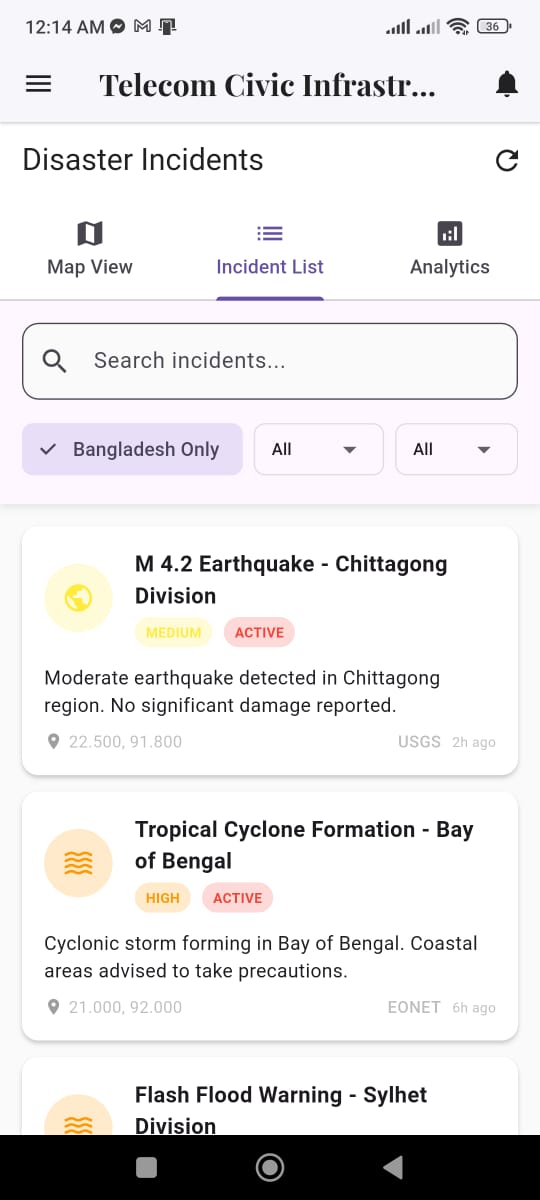 12:14 AM
36
Telecom Civic Infrastr...
Disaster Incidents
Map View
Incident List
Analytics
Search incidents...
Bangladesh Only
All
All
M 4.2 Earthquake - Chittagong
Division
MEDIUM
ACTIVE
Moderate earthquake detected in Chittagong
region. No significant damage reported.
22.500, 91.800
USGS 2h ago
Tropical Cyclone Formation - Bay
of Bengal
HIGH
ACTIVE
Cyclonic storm forming in Bay of Bengal. Coastal
areas advised to take precautions.
21.000, 92.000
EONET 6h ago
Flash Flood Warning - Sylhet
Division